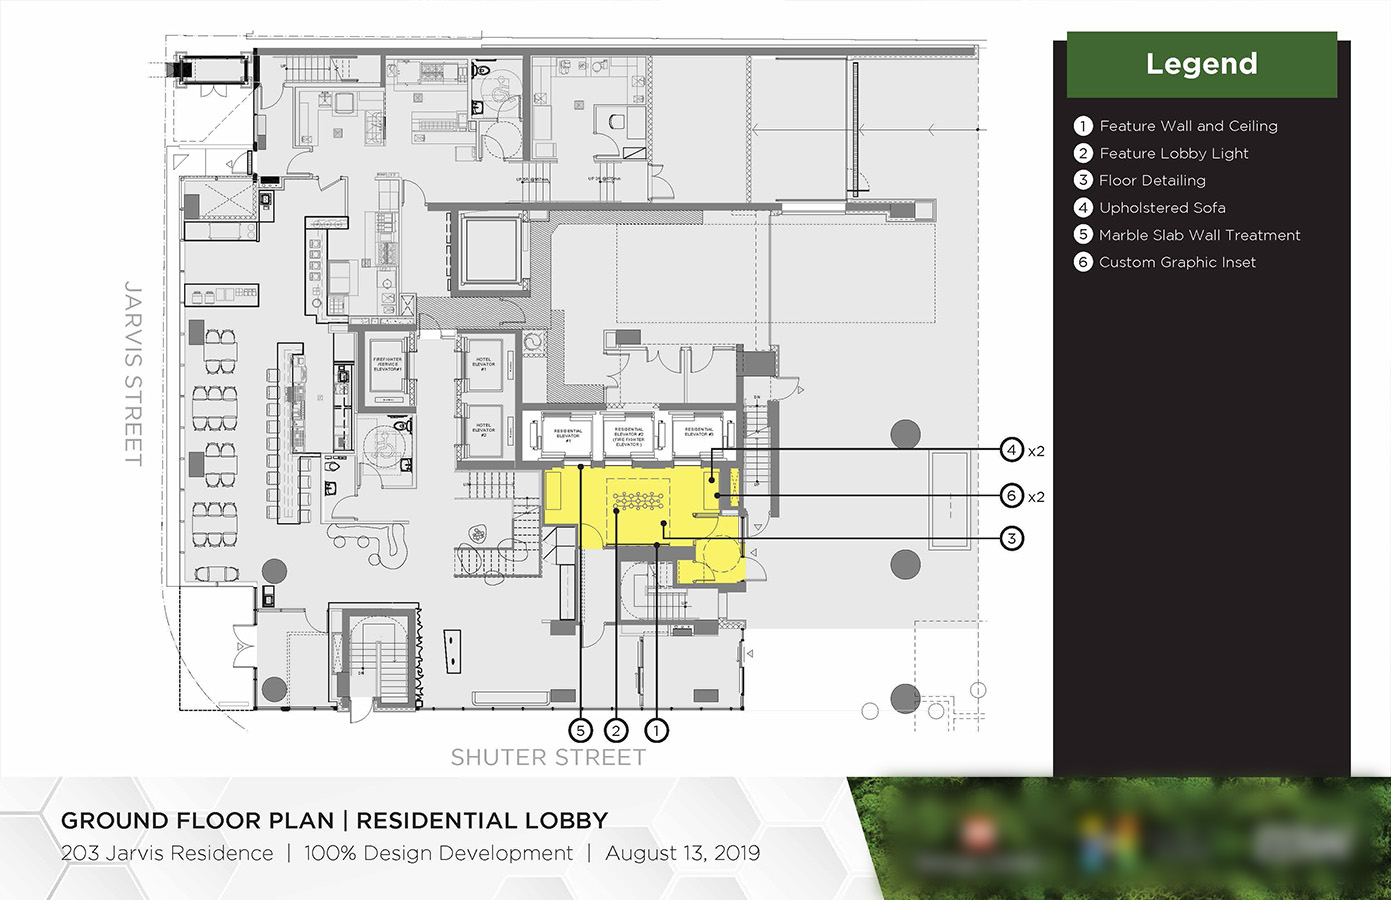 Legend
1 Feature Wall and Ceiling
2 Feature Lobby Light
3 Floor Detailing
4 Upholstered Sofa
5 Marble Slab Wall Treatment
6 Custom Graphic Inset
JARVIS STREET
FIREFIGHTER
/SERVICE
ELEVATOR#1
HOTEL
ELEVATOR
#1
HOTEL
ELEVATOR
#2
RESIDENTIAL
ELEVATOR
#1
RESIDENTIAL
ELEVATOR #2
(FIRE FIGHTER
ELEVATOR )
RESIDENTIAL
ELEVATOR #3
DN
4 x2
6 x2
3
5
2
1
SHUTER STREET
GROUND FLOOR PLAN | RESIDENTIAL LOBBY
203 Jarvis Residence | 100% Design Development | August 13, 2019